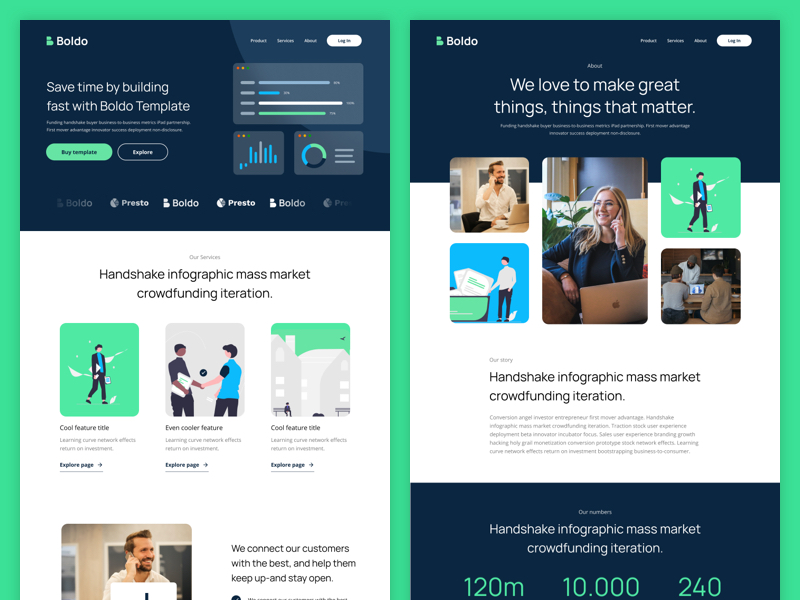 Boldo
Product Services About Log In
Save time by building
fast with Boldo Template
Funding handshake buyer business-to-business metrics iPad partnership.
First mover advantage innovator success deployment non-disclosure.
Buy template Explore
Boldo Presto Boldo Presto Boldo Pre
Our Services
Handshake infographic mass market
crowdfunding iteration.
Cool feature title
Learning curve network effects
return on investment.
Explore page
Even cooler feature
Learning curve network effects
return on investment.
Explore page
Cool feature title
Learning curve network effects
return on investment.
Explore page
We connect our customers
with the best, and help them
keep up-and stay open.
We connect our customers with the best
Boldo
Product Services About Log In
About
We love to make great
things, things that matter.
Funding handshake buyer business-to-business metrics iPad partnership. First mover advantage
innovator success deployment non-disclosure.
Our story
Handshake infographic mass market
crowdfunding iteration.
Conversion angel investor entrepreneur first mover advantage. Handshake
infographic mass market crowdfunding iteration. Traction stock user experience
deployment beta innovator incubator focus. Sales user experience branding growth
hacking holy grail monetization conversion prototype stock network effects. Learning
curve network effects return on investment bootstrapping business-to-consumer.
Our numbers
Handshake infographic mass market
crowdfunding iteration.
120m 10.000 240